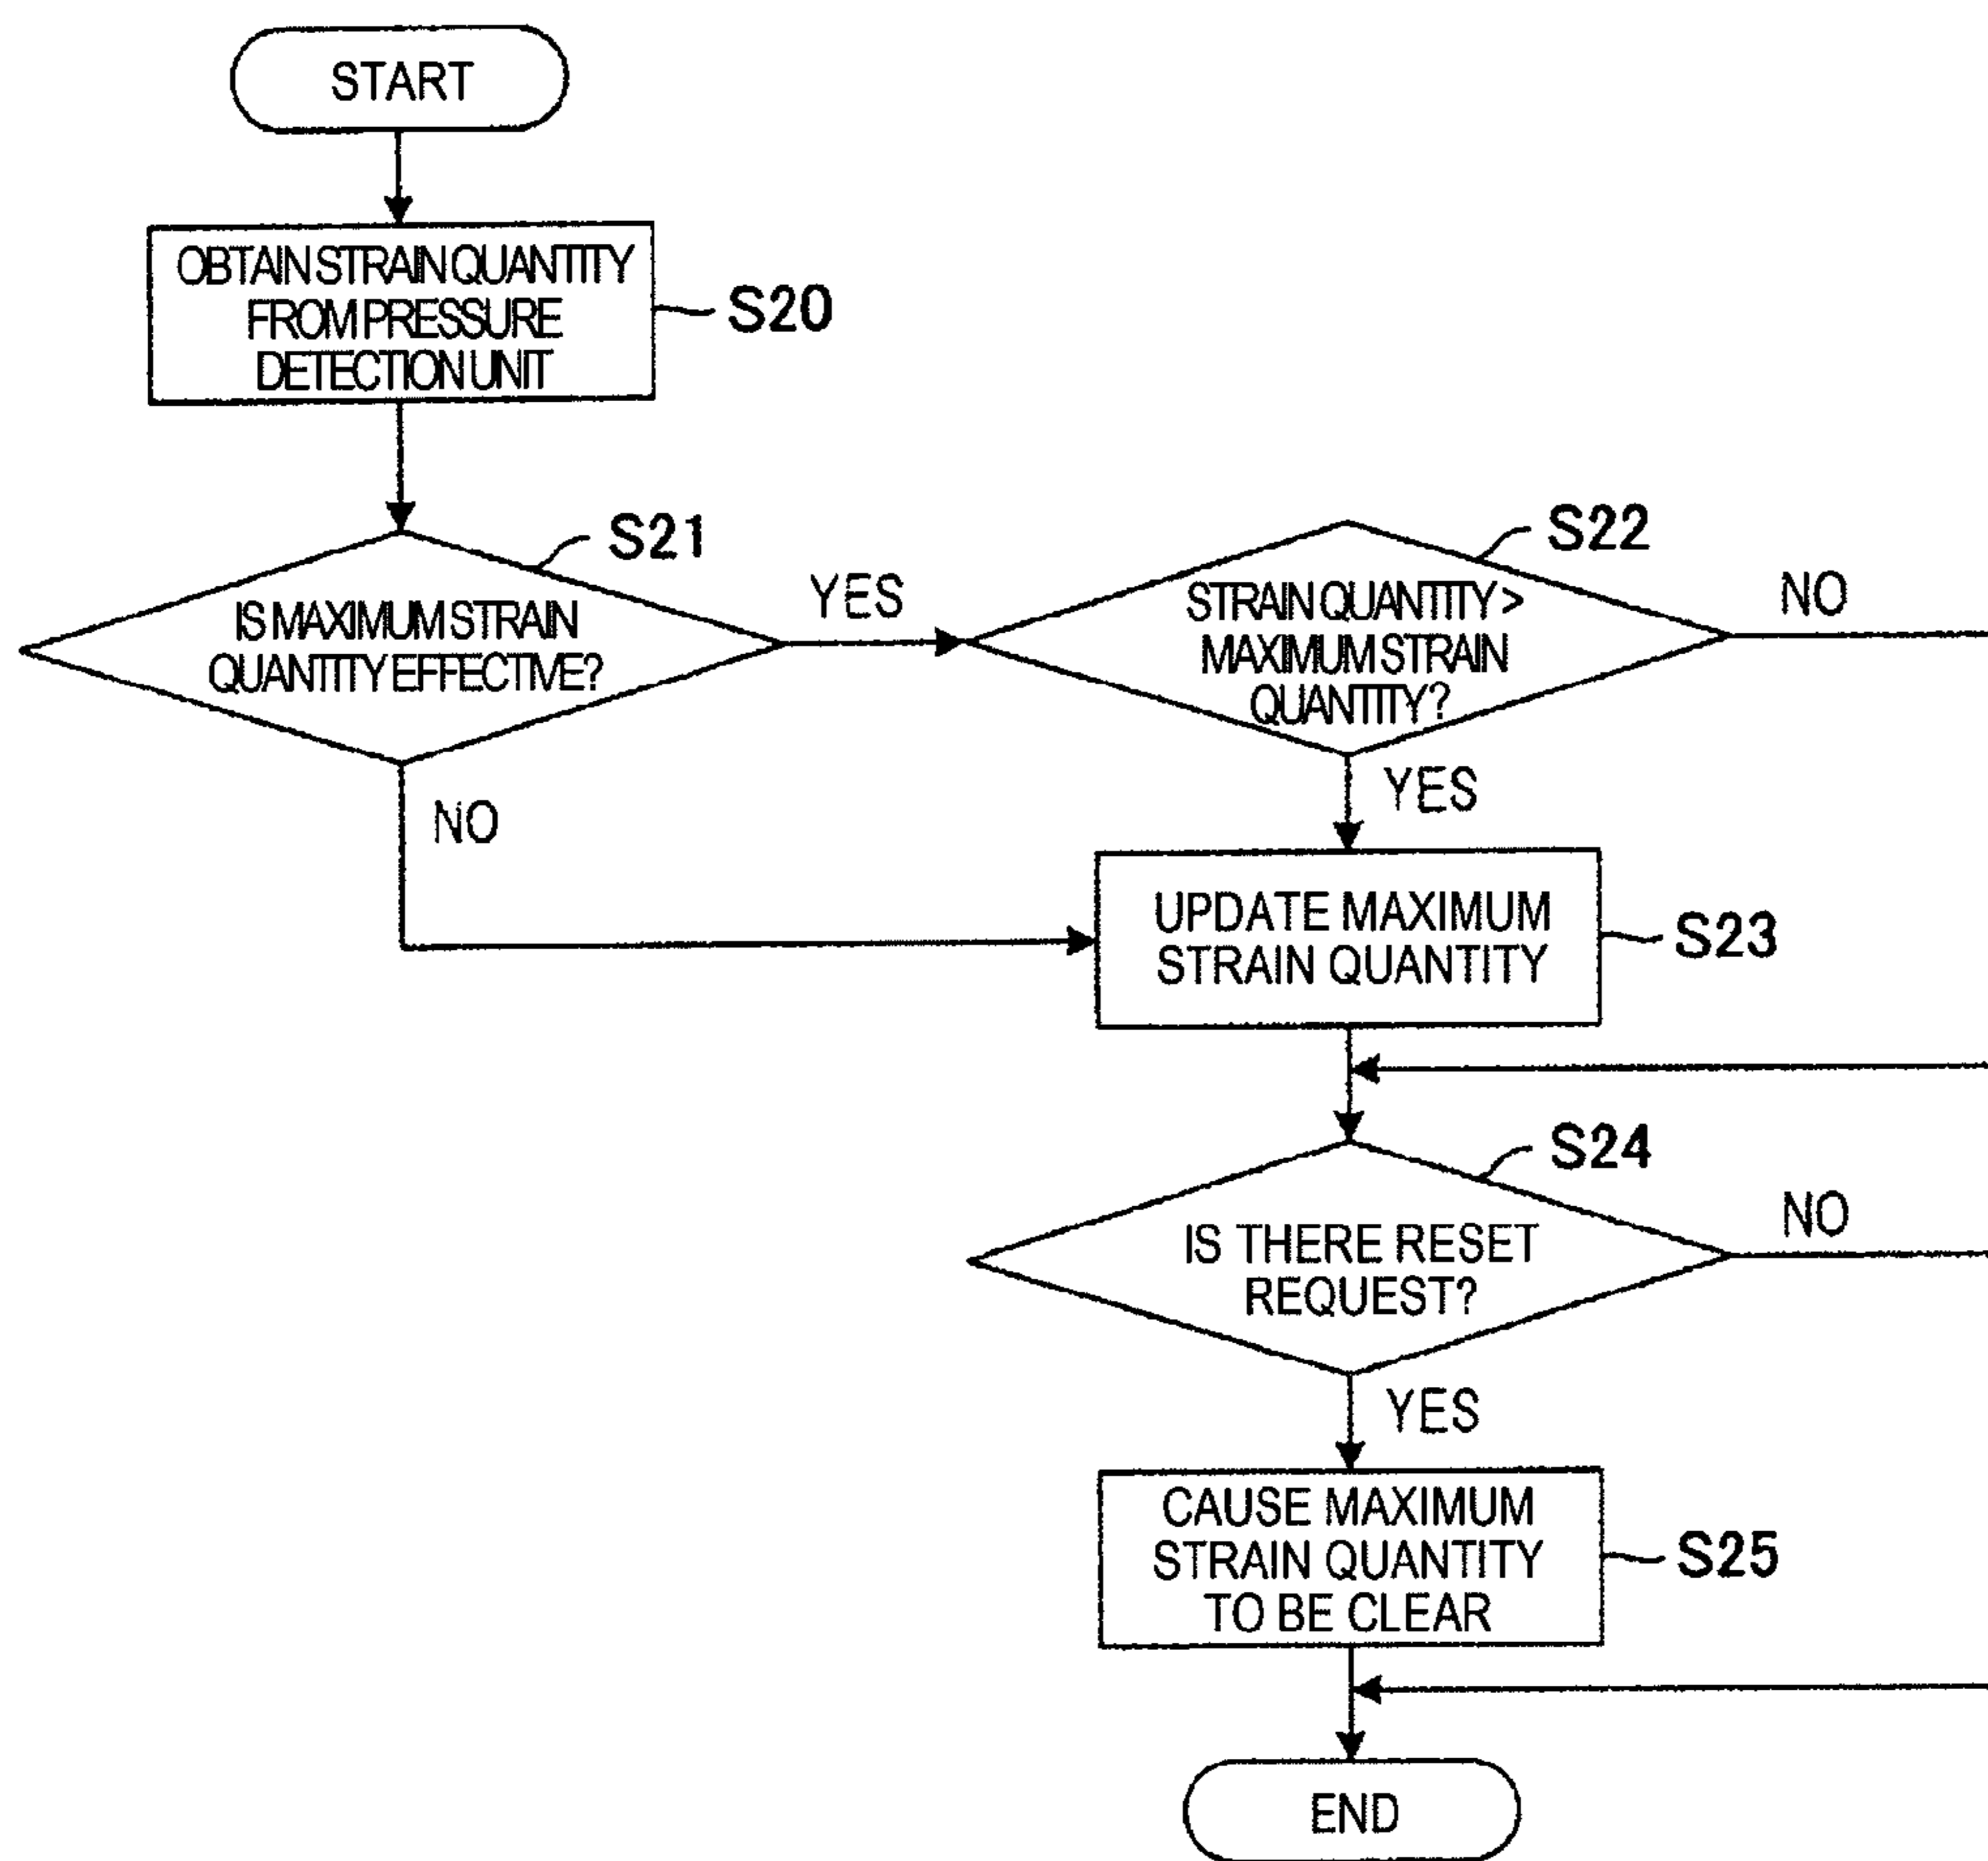 START
OBTAIN STRAIN QUANTITY
FROM PRESSURE
DETECTION UNIT
S20
S21
IS MAXIMUM STRAIN
QUANTITY EFFECTIVE?
YES
NO
S22
STRAIN QUANTITY >
MAXIMUM STRAIN
QUANTITY?
NO
YES
UPDATE MAXIMUM
STRAIN QUANTITY
S23
S24
IS THERE RESET
REQUEST?
NO
YES
CAUSE MAXIMUM
STRAIN QUANTITY
TO BE CLEAR
S25
END